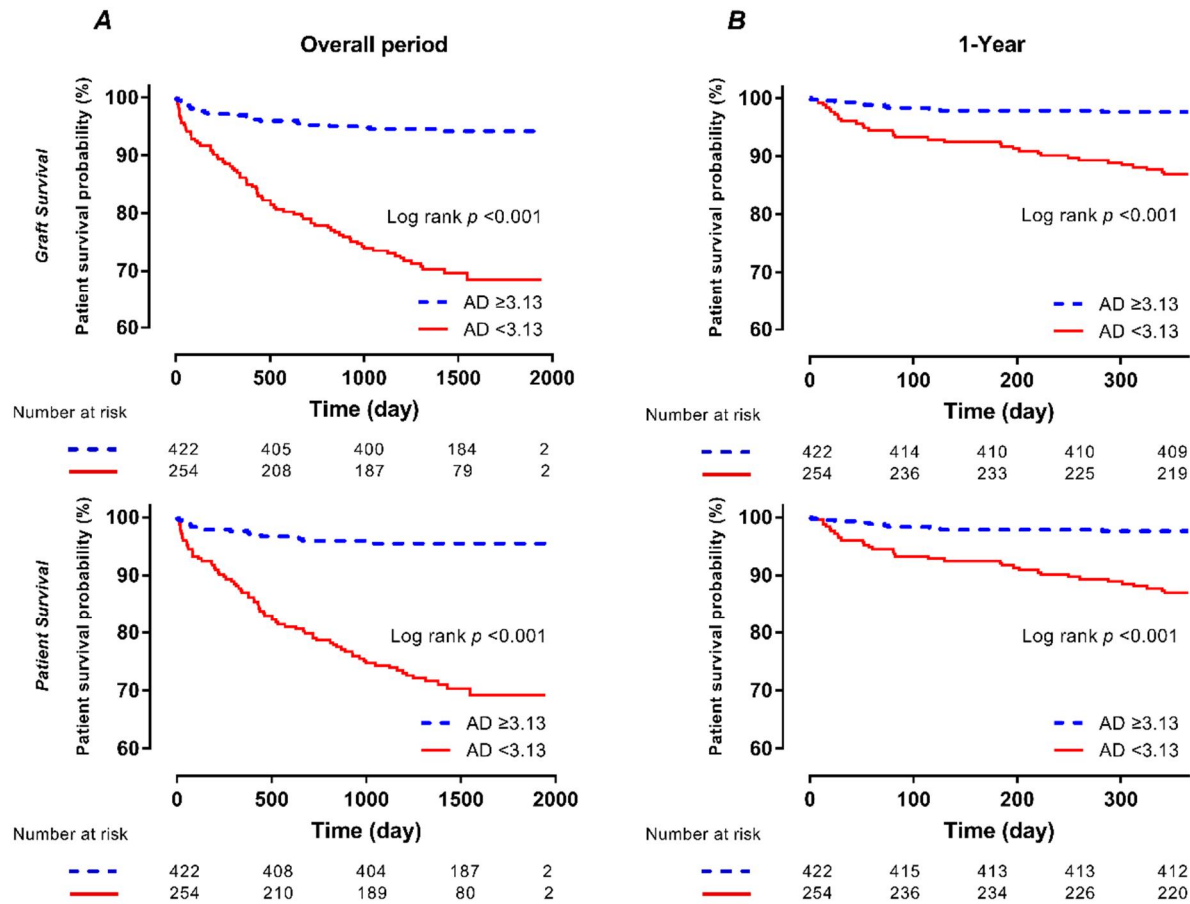 A
Overall period
Graft Survival
Patient survival probability (%)
100
90
80
70
60
Log rank p <0.001
AD ≥3.13
AD <3.13
0 500 1000 1500 2000
Time (day)
Number at risk
422 405 400 184 2
254 208 187 79 2
B
1-Year
Patient survival probability (%)
100
90
80
70
60
Log rank p <0.001
AD ≥3.13
AD <3.13
0 100 200 300
Time (day)
Number at risk
422 414 410 410 409
254 236 233 225 219
Patient Survival
Patient survival probability (%)
100
90
80
70
60
Log rank p <0.001
AD ≥3.13
AD <3.13
0 500 1000 1500 2000
Time (day)
Number at risk
422 408 404 187 2
254 210 189 80 2
Patient survival probability (%)
100
90
80
70
60
Log rank p <0.001
AD ≥3.13
AD <3.13
0 100 200 300
Time (day)
Number at risk
422 415 413 413 412
254 236 234 226 220